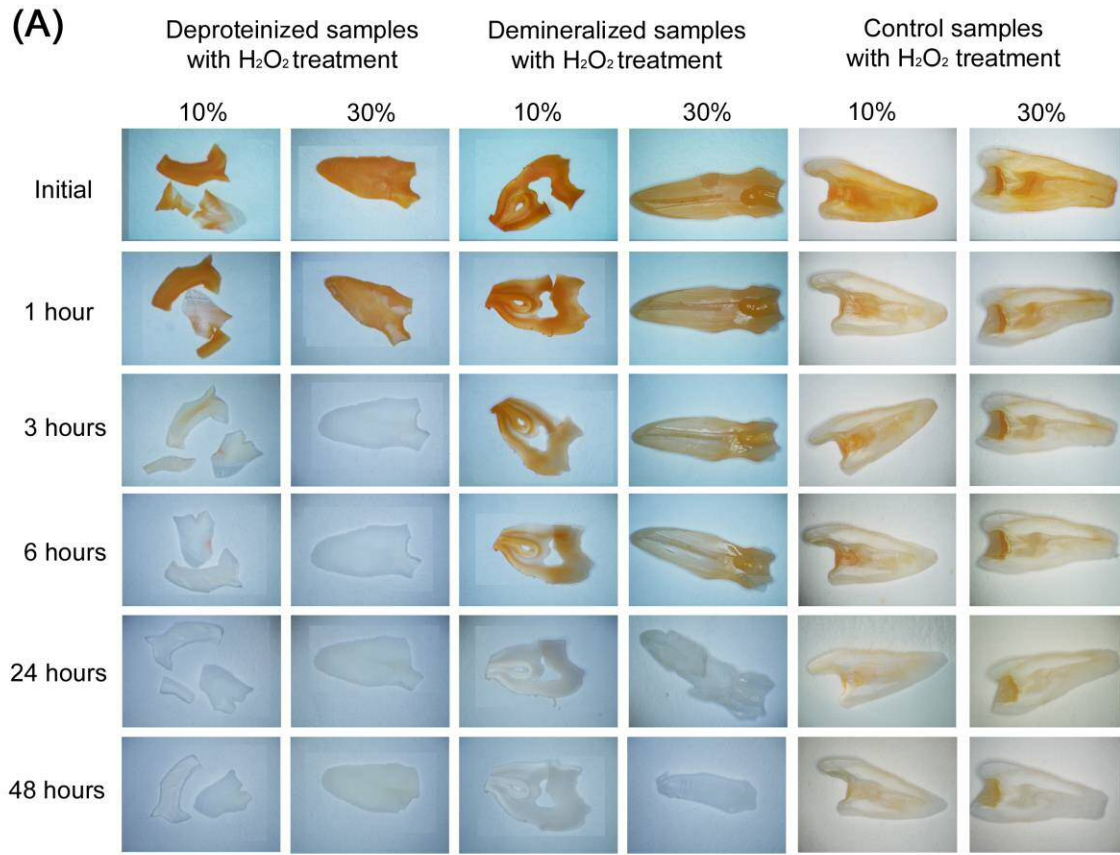 (A)
Deproteinized samples
with H₂O₂ treatment
Demineralized samples
with H₂O₂ treatment
Control samples
with H₂O₂ treatment
10%
30%
10%
30%
10%
30%
Initial
1 hour
3 hours
6 hours
24 hours
48 hours